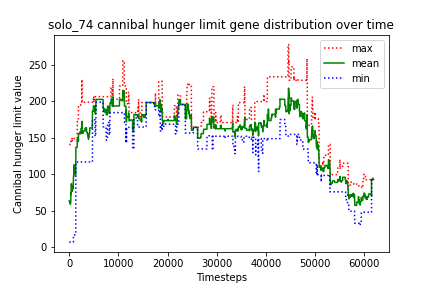 solo_74 cannibal hunger limit gene distribution over time
Cannibal hunger limit value
250
200
150
100
50
0
max
mean
min
0 10000 20000 30000 40000 50000 60000
Timesteps